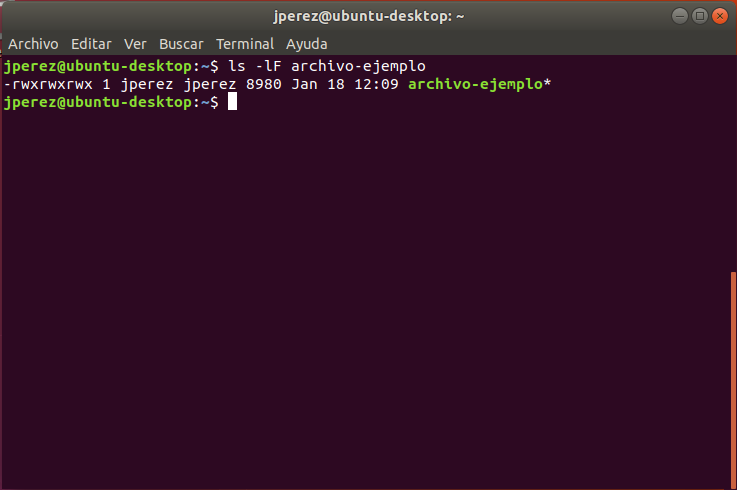 jperez@ubuntu-desktop: ~
Archivo Editar Ver Buscar Terminal Ayuda
jperez@ubuntu-desktop:~$ ls -lF archivo-ejemplo
-rwxrwxrwx 1 jperez jperez 8980 Jan 18 12:09 archivo-ejemplo*
jperez@ubuntu-desktop:~$